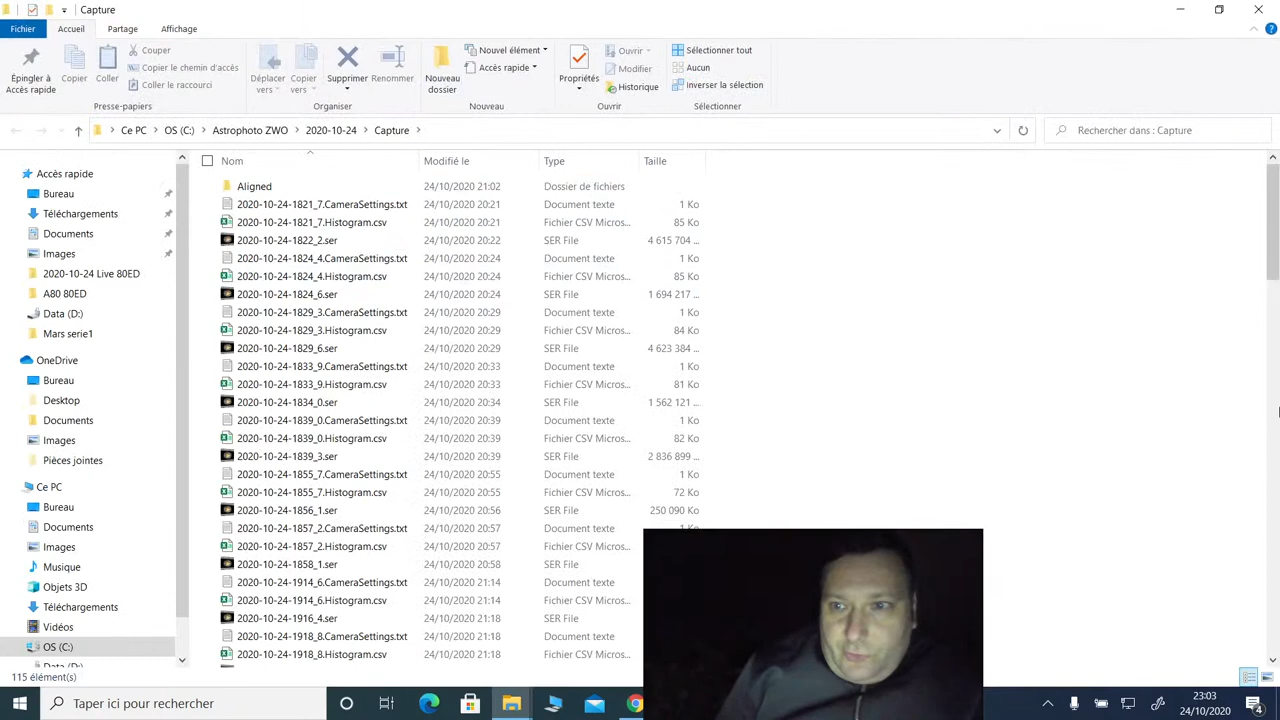 Capture
Fichier Accueil Partage Affichage
Épingler à Accès rapide
Copier
Coller
Couper
Copier le chemin d'accès
Coller le raccourci
Presse-papiers
Déplacer vers
Copier vers
Supprimer
Renommer
Organiser
Nouveau dossier
Nouvel élément
Accès rapide
Nouveau
Propriétés
Ouvrir
Modifier
Historique
Ouvrir
Sélectionner tout
Aucun
Inverser la sélection
Sélectionner
Ce PC > OS (C:) > Astrophoto ZWO > 2020-10-24 > Capture >
Rechercher dans : Capture
Accès rapide
Bureau
Téléchargements
Documents
Images
2020-10-24 Live 80ED
A80 80ED
Data (D:)
Mars serie1
OneDrive
Bureau
Desktop
Documents
Images
Pièces jointes
Ce PC
Bureau
Documents
Images
Musique
Objets 3D
Téléchargements
Vidéos
OS (C:)
Data (D:)
Nom Modifié le Type Taille
Aligned 24/10/2020 21:02 Dossier de fichiers
2020-10-24-1821_7.CameraSettings.txt 24/10/2020 20:21 Document texte 1 Ko
2020-10-24-1821_7.Histogram.csv 24/10/2020 20:21 Fichier CSV Micros... 85 Ko
2020-10-24-1822_2.ser 24/10/2020 20:22 SER File 4 615 704 ...
2020-10-24-1824_4.CameraSettings.txt 24/10/2020 20:24 Document texte 1 Ko
2020-10-24-1824_4.Histogram.csv 24/10/2020 20:24 Fichier CSV Micros... 85 Ko
2020-10-24-1824_6.ser 24/10/2020 20:24 SER File 1 694 217 ...
2020-10-24-1829_3.CameraSettings.txt 24/10/2020 20:29 Document texte 1 Ko
2020-10-24-1829_3.Histogram.csv 24/10/2020 20:29 Fichier CSV Micros... 84 Ko
2020-10-24-1829_6.ser 24/10/2020 20:29 SER File 4 623 384 ...
2020-10-24-1833_9.CameraSettings.txt 24/10/2020 20:33 Document texte 1 Ko
2020-10-24-1833_9.Histogram.csv 24/10/2020 20:33 Fichier CSV Micros... 81 Ko
2020-10-24-1834_0.ser 24/10/2020 20:34 SER File 1 562 121 ...
2020-10-24-1839_0.CameraSettings.txt 24/10/2020 20:39 Document texte 1 Ko
2020-10-24-1839_0.Histogram.csv 24/10/2020 20:39 Fichier CSV Micros... 82 Ko
2020-10-24-1839_3.ser 24/10/2020 20:39 SER File 2 836 899 ...
2020-10-24-1855_7.CameraSettings.txt 24/10/2020 20:55 Document texte 1 Ko
2020-10-24-1855_7.Histogram.csv 24/10/2020 20:55 Fichier CSV Micros... 72 Ko
2020-10-24-1856_1.ser 24/10/2020 20:56 SER File 250 090 Ko
2020-10-24-1857_2.CameraSettings.txt 24/10/2020 20:57 Document texte 1 Ko
2020-10-24-1857_2.Histogram.csv 24/10/2020 20:57 Fichier CSV Micros...
2020-10-24-1858_1.ser 24/10/2020 20:58 SER File
2020-10-24-1914_6.CameraSettings.txt 24/10/2020 21:14 Document texte
2020-10-24-1914_6.Histogram.csv 24/10/2020 21:14 Fichier CSV Micros...
2020-10-24-1916_4.ser 24/10/2020 21:18 SER File
2020-10-24-1918_8.CameraSettings.txt 24/10/2020 21:18 Document texte
2020-10-24-1918_8.Histogram.csv 24/10/2020 21:18 Fichier CSV Micros...
115 élément(s)
Taper ici pour rechercher
23:03
24/10/2020
4